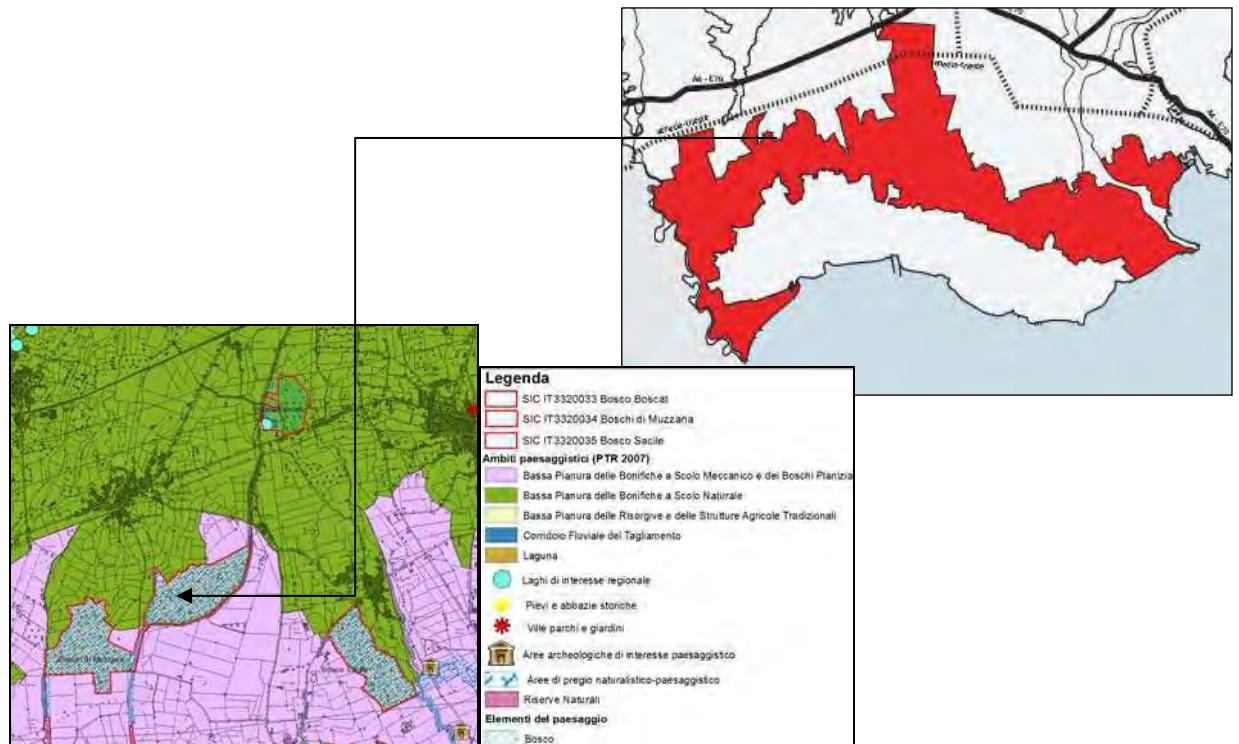 A4 - E70
Legenda
SIC IT3320033 Bosco Boscat
SIC IT3320034 Boschi di Muzzana
SIC IT3320035 Bosco Sacile
Ambiti paesaggistici (PTR 2007)
Bassa Pianura delle Bonifiche a Scolo Meccanico e dei Boschi Planizia
Bassa Pianura delle Bonifiche a Scolo Naturale
Bassa Pianura delle Risorgive e delle Strutture Agricole Tradizionali
Corridoio Fluviale del Tagliamento
Laguna
Laghi di interesse regionale
Pievi e abbazie storiche
Ville parchi e giardini
Aree archeologiche di interesse paesaggistico
Aree di pregio naturalistico-paesaggistico
Riserve Naturali
Elementi del paesaggio
Bosco